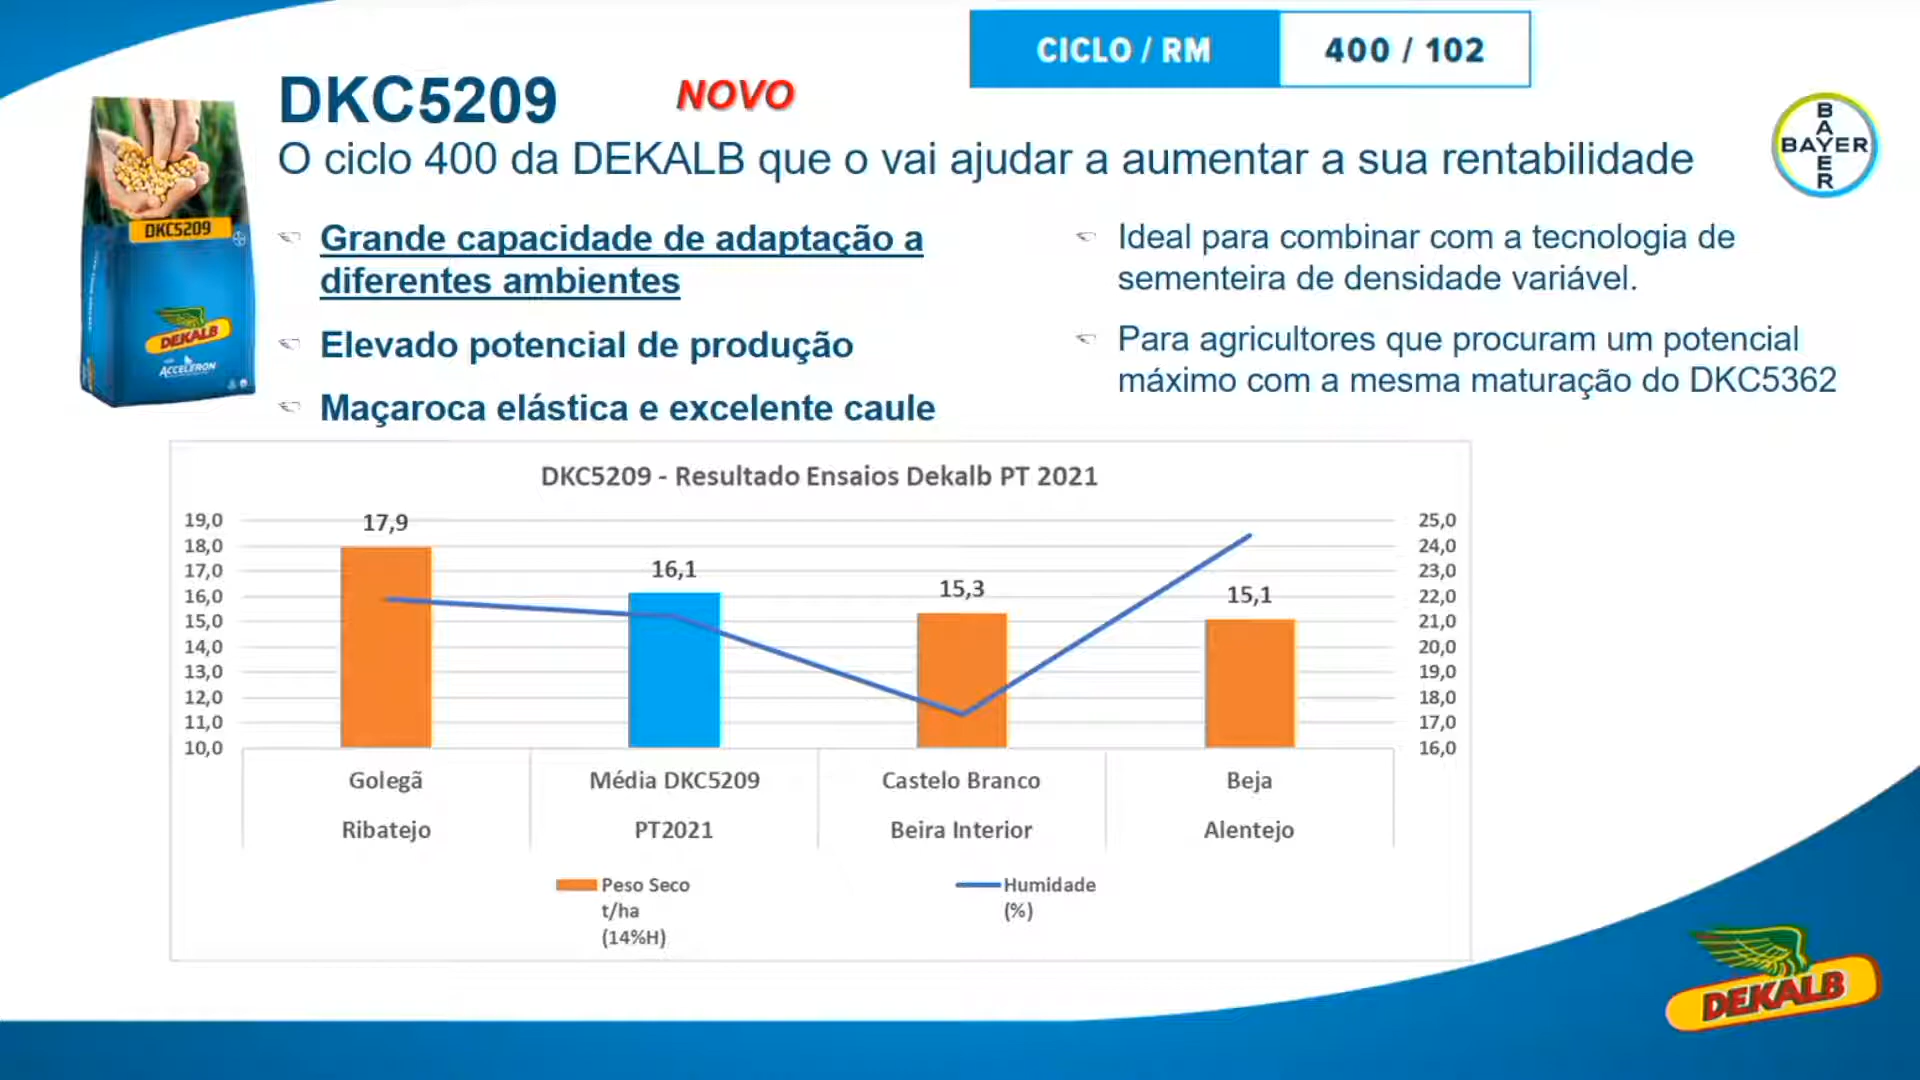 CICLO / RM 400 / 102
DKC5209 NOVO
O ciclo 400 da DEKALB que o vai ajudar a aumentar a sua rentabilidade
BAYER
BAYER
DKC5209
DEKALB
ACCELERON
Grande capacidade de adaptação a
diferentes ambientes
Elevado potencial de produção
Maçaroca elástica e excelente caule
Ideal para combinar com a tecnologia de
sementeira de densidade variável.
Para agricultores que procuram um potencial
máximo com a mesma maturação do DKC5362
DKC5209 - Resultado Ensaios Dekalb PT 2021
19,0
18,0
17,0
16,0
15,0
14,0
13,0
12,0
11,0
10,0
17,9
16,1
15,3
15,1
25,0
24,0
23,0
22,0
21,0
20,0
19,0
18,0
17,0
16,0
Golegã Média DKC5209 Castelo Branco Beja
Ribatejo PT2021 Beira Interior Alentejo
Peso Seco
t/ha
(14%H)
Humidade
(%)
DEKALB